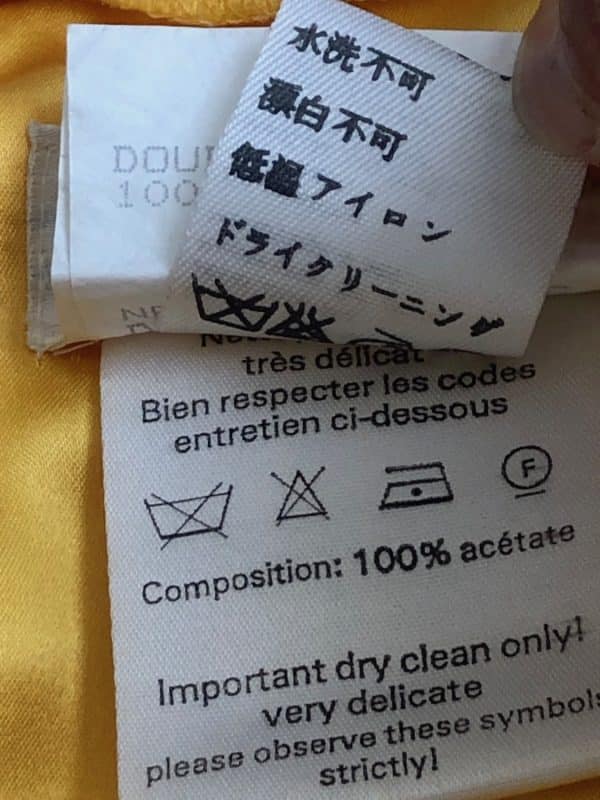 水洗不可
漂白不可
低温アイロン
ドライクリーニング
DOU
100
très délicat
Bien respecter les codes
entretien ci-dessous
F
Composition: 100% acétate
Important dry clean only!
very delicate
please observe these symbols
strictly!